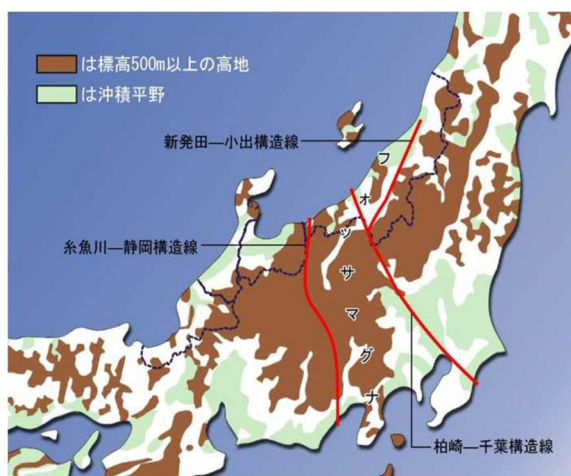 は標高500m以上の高地
は沖積平野
新発田―小出構造線
フォッサマグナ
糸魚川―静岡構造線
柏崎―千葉構造線